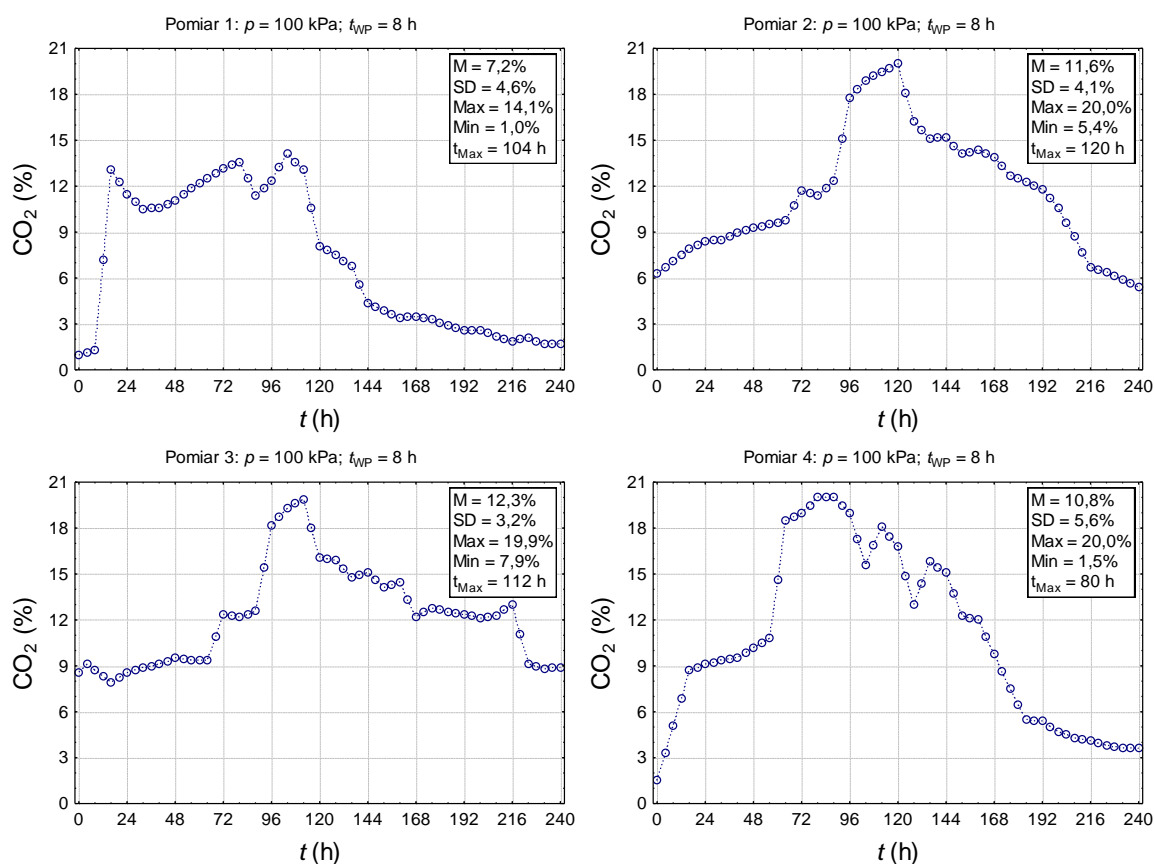 Pomiar 1: p = 100 kPa; tWP = 8 h
21
18
15
12
9
6
3
0
CO2 (%)
M = 7,2%
SD = 4,6%
Max = 14,1%
Min = 1,0%
tMax = 104 h
0 24 48 72 96 120 144 168 192 216 240
t (h)
Pomiar 2: p = 100 kPa; tWP = 8 h
21
18
15
12
9
6
3
0
CO2 (%)
M = 11,6%
SD = 4,1%
Max = 20,0%
Min = 5,4%
tMax = 120 h
0 24 48 72 96 120 144 168 192 216 240
t (h)
Pomiar 3: p = 100 kPa; tWP = 8 h
21
18
15
12
9
6
3
0
CO2 (%)
M = 12,3%
SD = 3,2%
Max = 19,9%
Min = 7,9%
tMax = 112 h
0 24 48 72 96 120 144 168 192 216 240
t (h)
Pomiar 4: p = 100 kPa; tWP = 8 h
21
18
15
12
9
6
3
0
CO2 (%)
M = 10,8%
SD = 5,6%
Max = 20,0%
Min = 1,5%
tMax = 80 h
0 24 48 72 96 120 144 168 192 216 240
t (h)